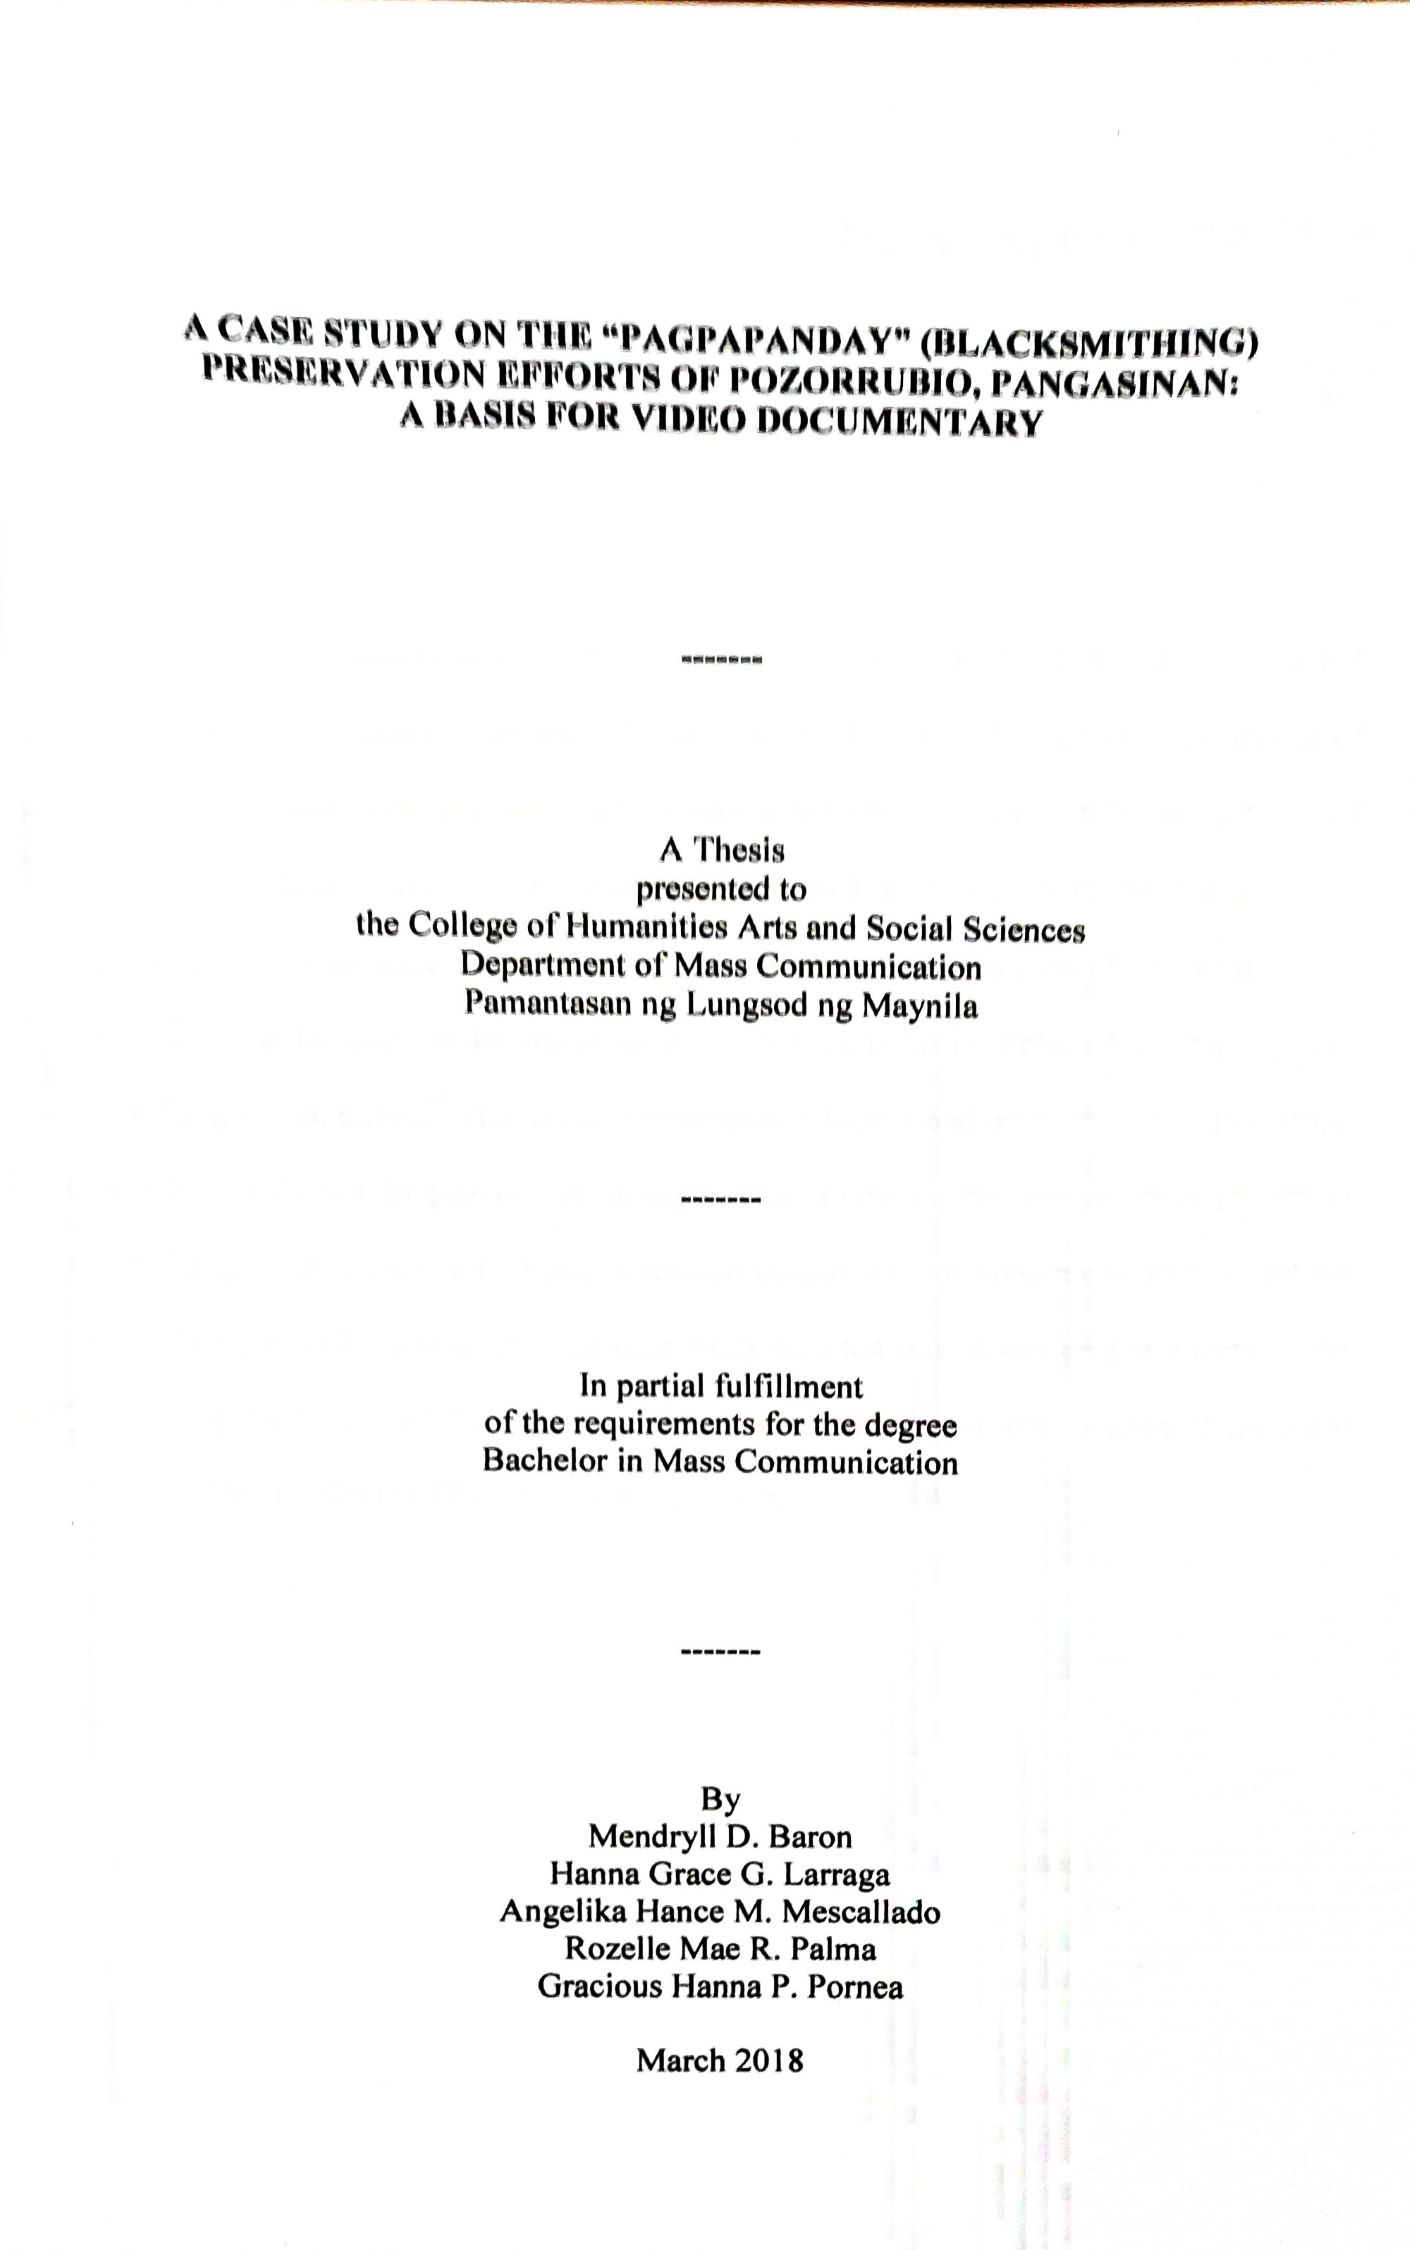 A CASE STUDY ON THE “PAGPAPANDAY” (BLACKSMITHING)
PRESERVATION EFFORTS OF POZORRUBIO, PANGASINAN:
A BASIS FOR VIDEO DOCUMENTARY
-------
A Thesis
presented to
the College of Humanities Arts and Social Sciences
Department of Mass Communication
Pamantasan ng Lungsod ng Maynila
-------
In partial fulfillment
of the requirements for the degree
Bachelor in Mass Communication
-------
By
Mendryll D. Baron
Hanna Grace G. Larraga
Angelika Hance M. Mescallado
Rozelle Mae R. Palma
Gracious Hanna P. Pornea
March 2018